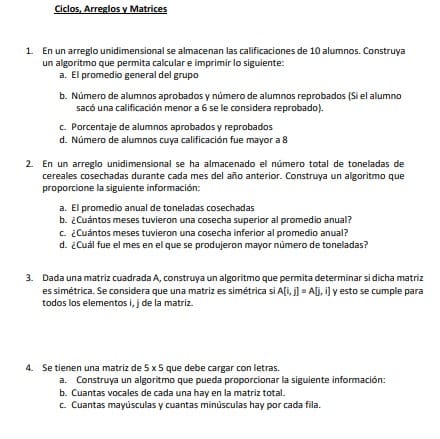 Ciclos, Arreglos y Matrices
1. En un arreglo unidimensional se almacenan las calificaciones de 10 alumnos. Construya
un algoritmo que permita calcular e imprimir lo siguiente:
a. El promedio general del grupo
b. Número de alumnos aprobados y número de alumnos reprobados (Si el alumno
sacó una calificación menor a 6 se le considera reprobado).
c. Porcentaje de alumnos aprobados y reprobados
d. Número de alumnos cuya calificación fue mayor a 8
2. En un arreglo unidimensional se ha almacenado el número total de toneladas de
cereales cosechadas durante cada mes del año anterior. Construya un algoritmo que
proporcione la siguiente información:
a. El promedio anual de toneladas cosechadas
b. ¿Cuántos meses tuvieron una cosecha superior al promedio anual?
c. ¿Cuántos meses tuvieron una cosecha inferior al promedio anual?
d. ¿Cuál fue el mes en el que se produjeron mayor número de toneladas?
3. Dada una matriz cuadrada A, construya un algoritmo que permita determinar si dicha matriz
es simétrica. Se considera que una matriz es simétrica si A[i, j] = A[j, i] y esto se cumple para
todos los elementos i, j de la matriz.
4. Se tienen una matriz de 5 x 5 que debe cargar con letras.
a. Construya un algoritmo que pueda proporcionar la siguiente información:
b. Cuantas vocales de cada una hay en la matriz total.
c. Cuantas mayúsculas y cuantas minúsculas hay por cada fila.